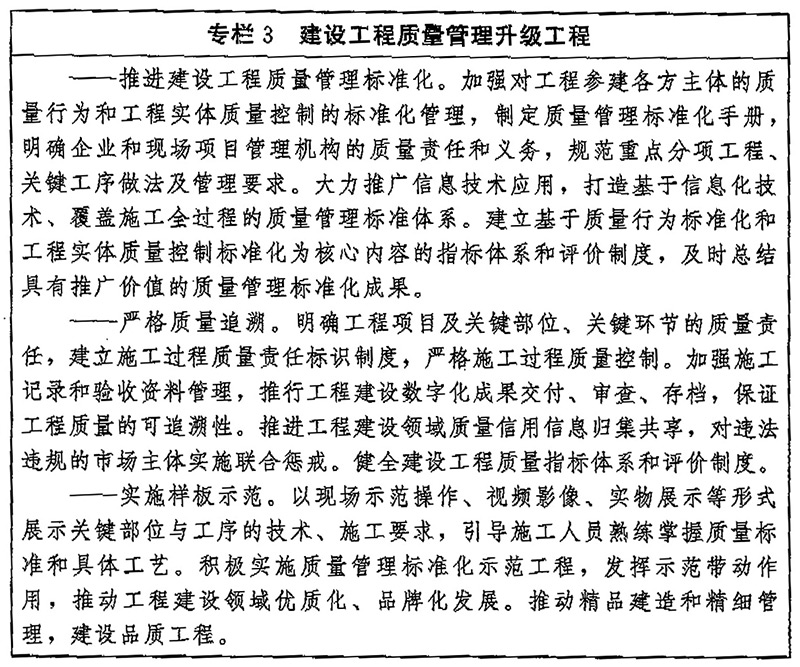 专栏 3　建设工程质量管理升级工程
——推进建设工程质量管理标准化。加强对工程参建各方主体的质
量行为和工程实体质量控制的标准化管理，制定质量管理标准化手册，
明确企业和现场项目管理机构的质量责任和义务，规范重点分项工程、
关键工序做法及管理要求。大力推广信息技术应用，打造基于信息化技
术、覆盖施工全过程的质量管理标准体系。建立基于质量行为标准化和
工程实体质量控制标准化为核心内容的指标体系和评价制度，及时总结
具有推广价值的质量管理标准化成果。
——严格质量追溯。明确工程项目及关键部位、关键环节的质量责
任，建立施工过程质量责任标识制度，严格施工过程质量控制。加强施工
记录和验收资料管理，推行工程建设数字化成果交付、审查、存档，保证
工程质量的可追溯性。推进工程建设领域质量信用信息归集共享，对违法
违规的市场主体实施联合惩戒。健全建设工程质量指标体系和评价制度。
——实施样板示范。以现场示范操作、视频影像、实物展示等形式
展示关键部位与工序的技术、施工要求，引导施工人员熟练掌握质量标
准和具体工艺。积极实施质量管理标准化示范工程，发挥示范带动作
用，推动工程建设领域优质化、品牌化发展。推动精品建造和精细管
理，建设品质工程。